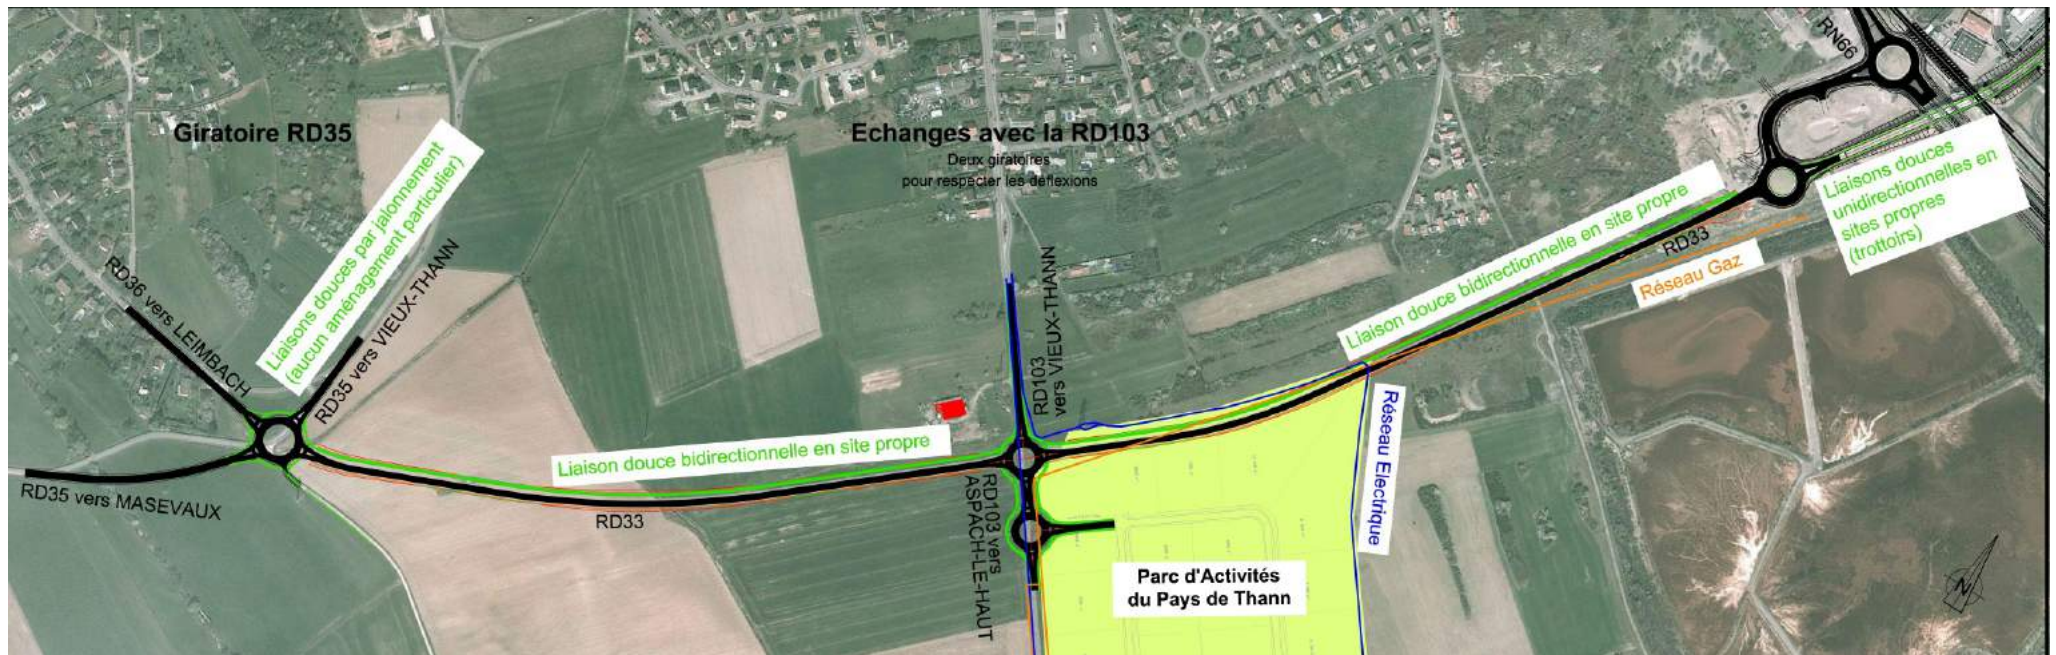 Giratoire RD35
Echanges avec la RD103
Deux giratoires
pour respecter les déflexions
RN66
Liaisons douces par jalonnement
(aucun aménagement particulier)
Liaisons douces
unidirectionnelles en
sites propres
(trottoirs)
Liaison douce bidirectionnelle en site propre
RD33
Réseau Gaz
RD36 vers LEIMBACH
RD35 vers VIEUX-THANN
RD103
vers VIEUX-THANN
Réseau Electrique
Liaison douce bidirectionnelle en site propre
RD35 vers MASEVAUX
RD33
RD103 vers
ASPACH-LE-HAUT
Parc d'Activités
du Pays de Thann
N